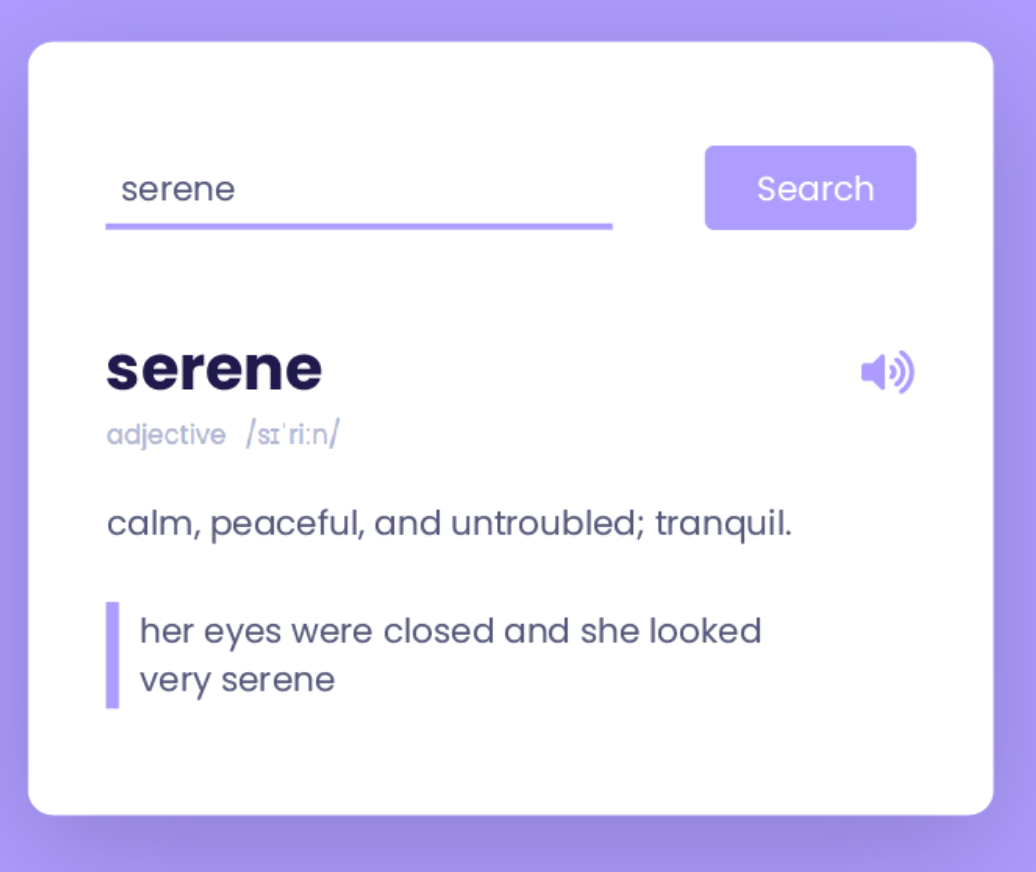 serene
Search
serene
adjective /sɪˈriːn/
calm, peaceful, and untroubled; tranquil.
her eyes were closed and she looked
very serene